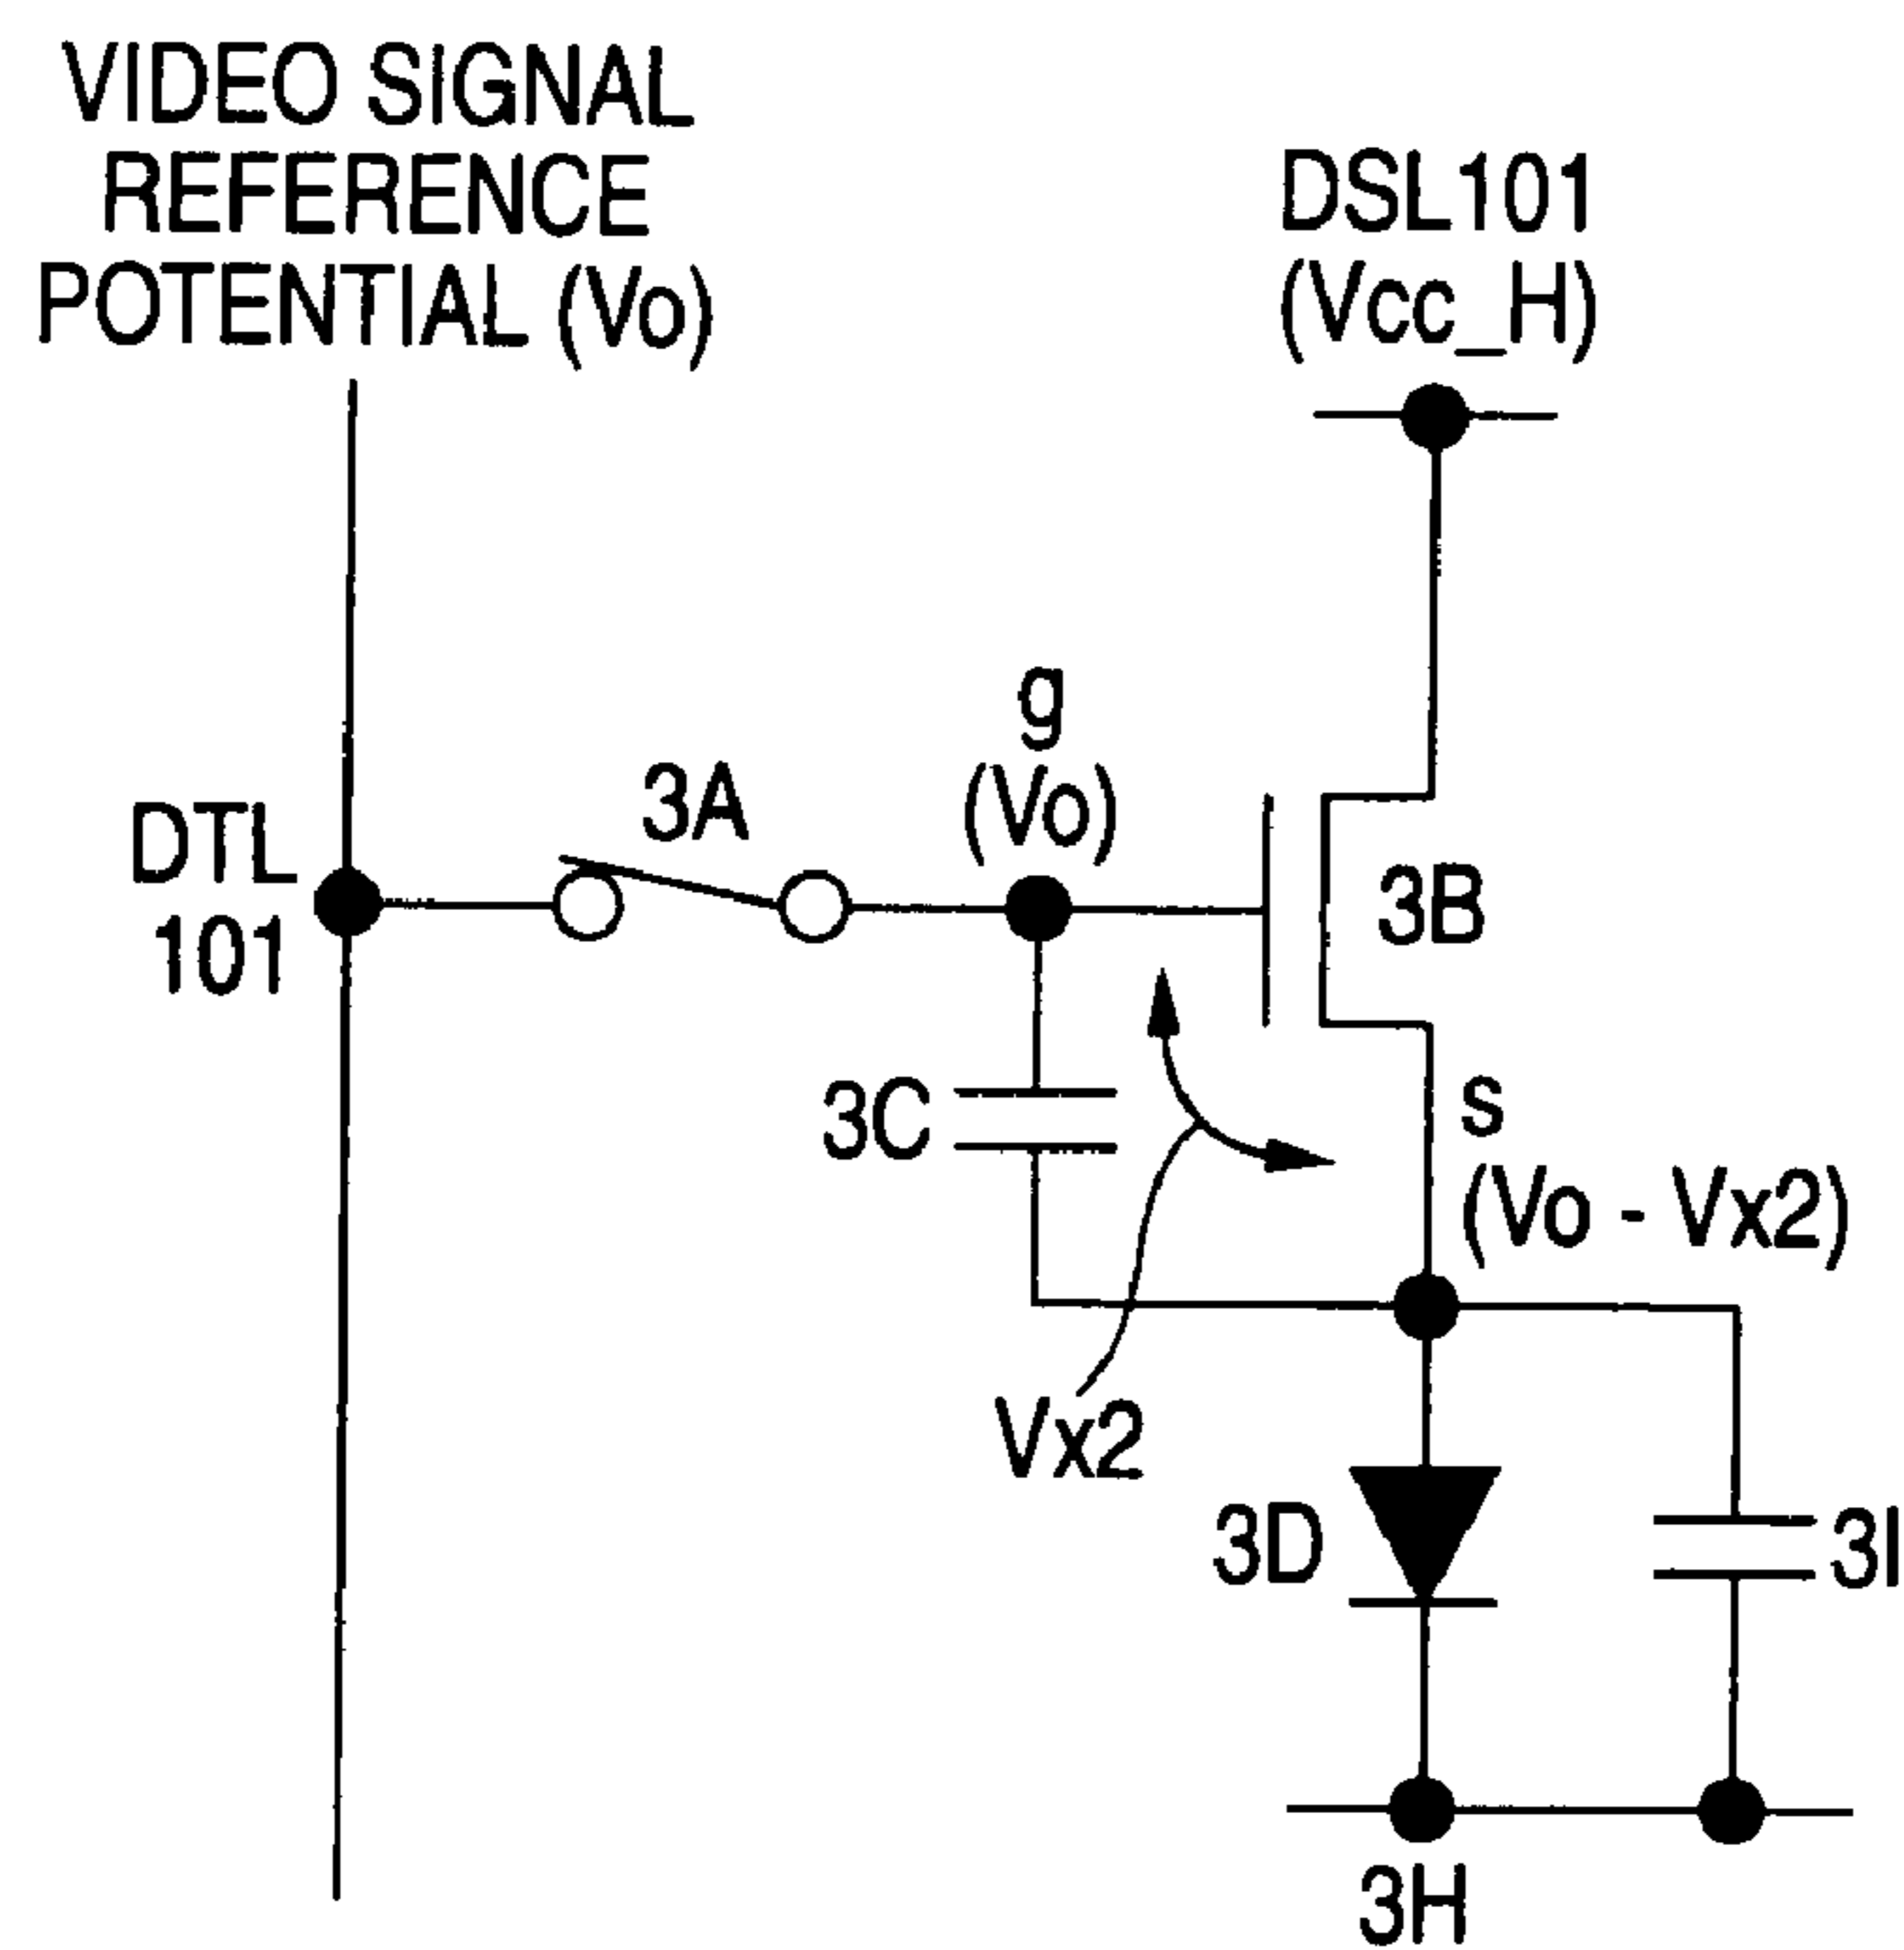 VIDEO SIGNAL
REFERENCE
POTENTIAL (Vo)
DSL101
(Vcc_H)
g
(Vo)
3A
DTL
101
3B
3C
s
(Vo - Vx2)
Vx2
3D
3I
3H